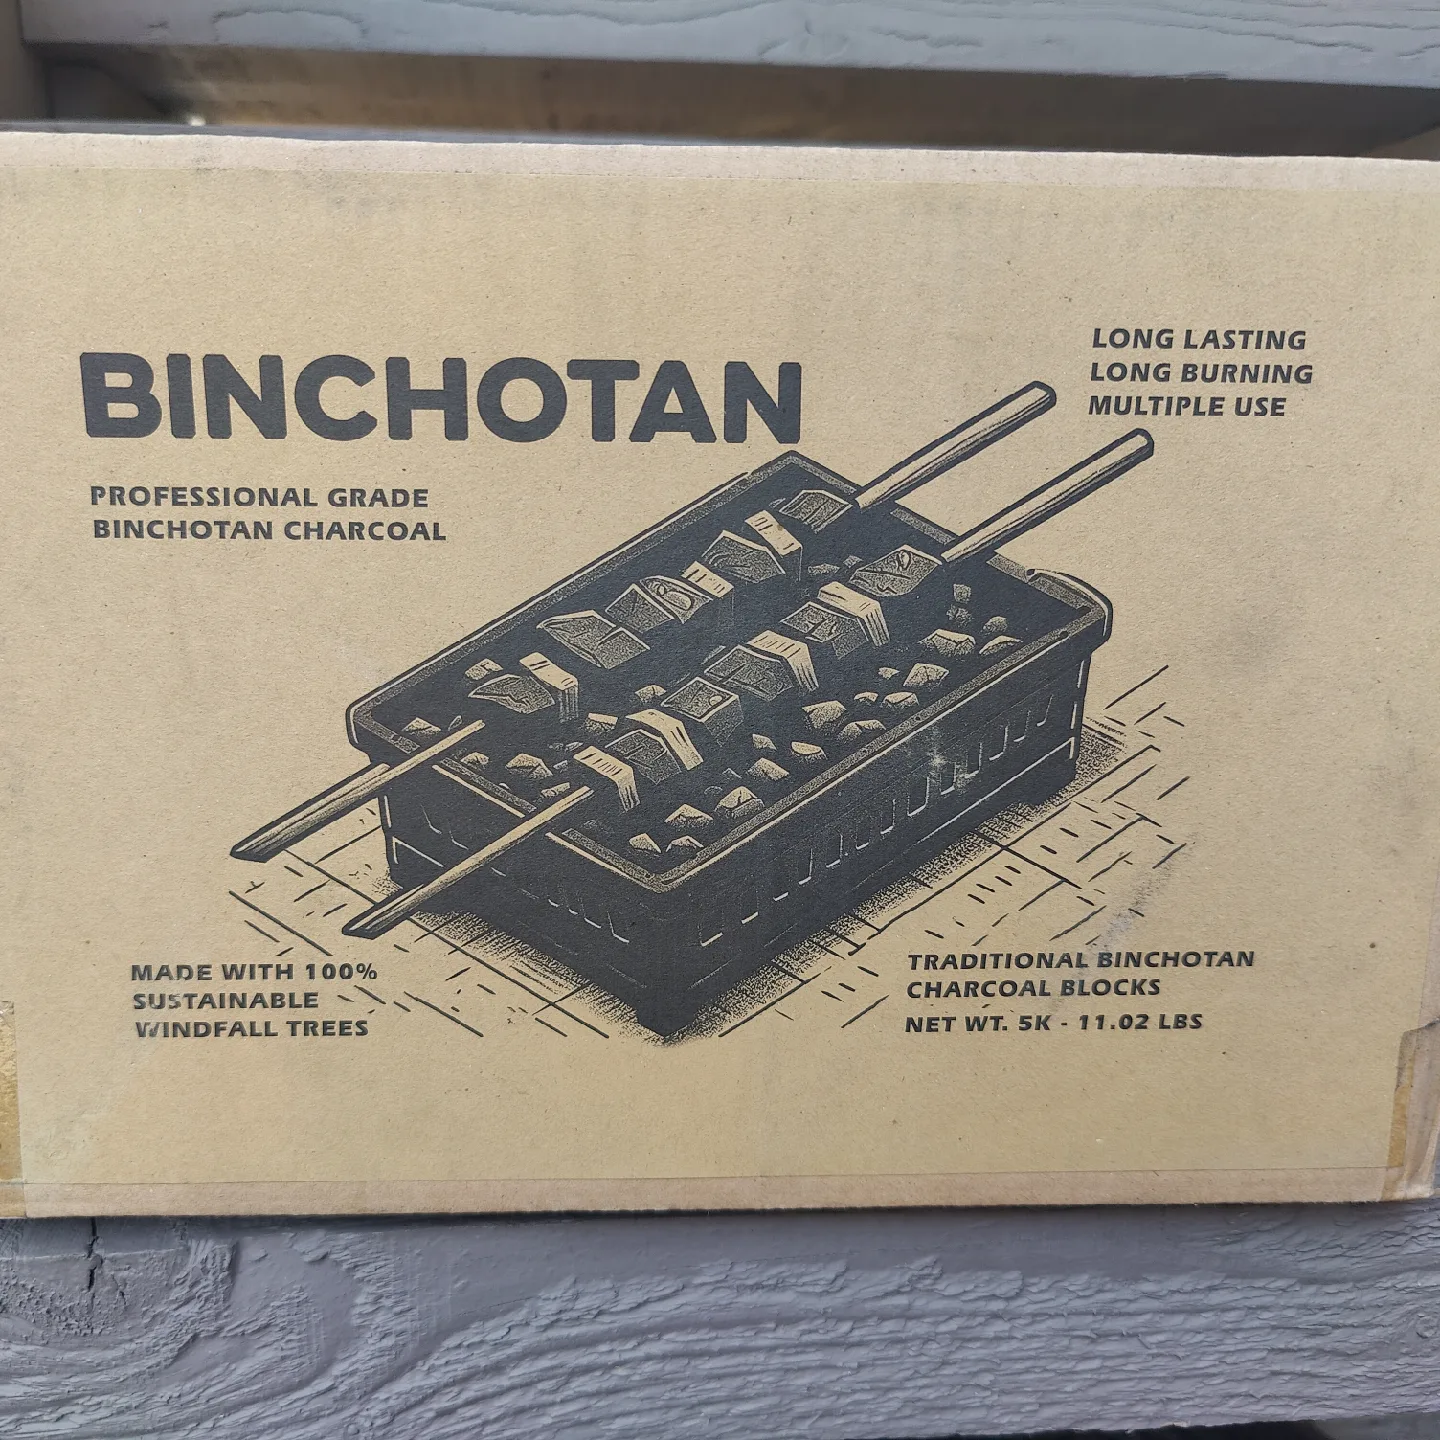 BINCHOTAN
PROFESSIONAL GRADE
BINCHOTAN CHARCOAL
LONG LASTING
LONG BURNING
MULTIPLE USE
MADE WITH 100%
SUSTAINABLE
WINDFALL TREES
TRADITIONAL BINCHOTAN
CHARCOAL BLOCKS
NET WT. 5K - 11.02 LBS